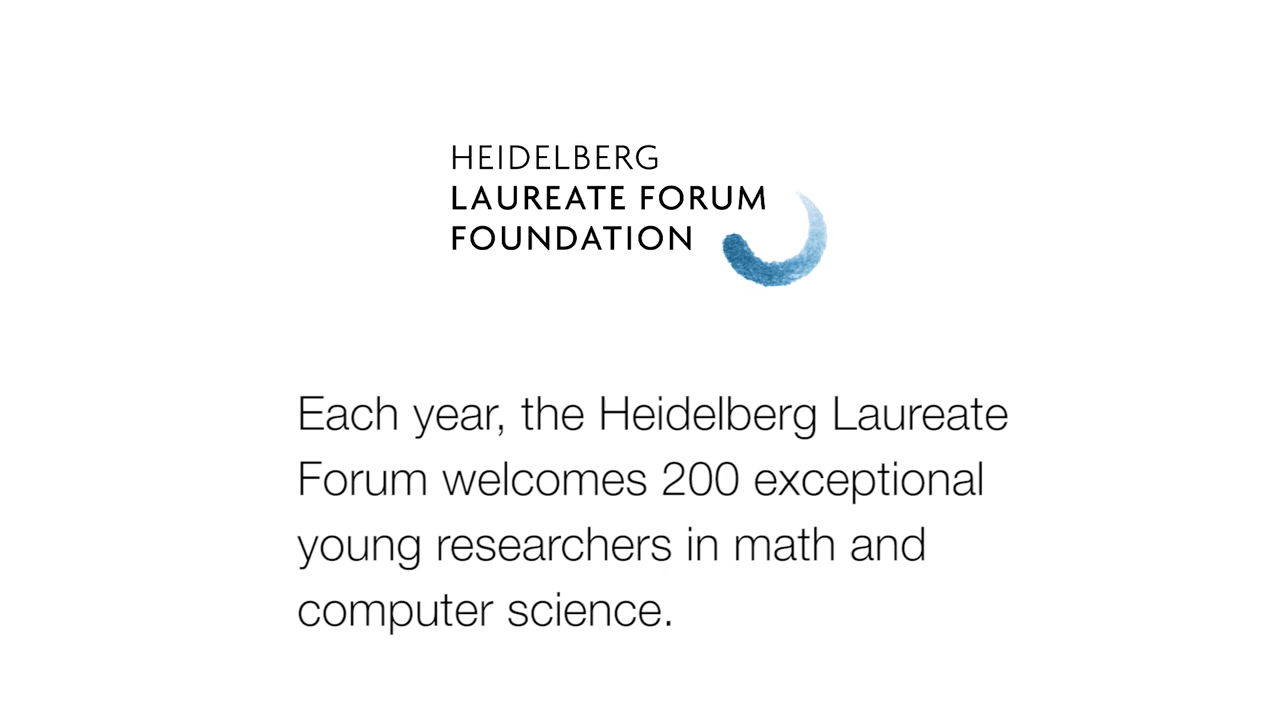 HEIDELBERG
LAUREATE FORUM
FOUNDATION
Each year, the Heidelberg Laureate
Forum welcomes 200 exceptional
young researchers in math and
computer science.